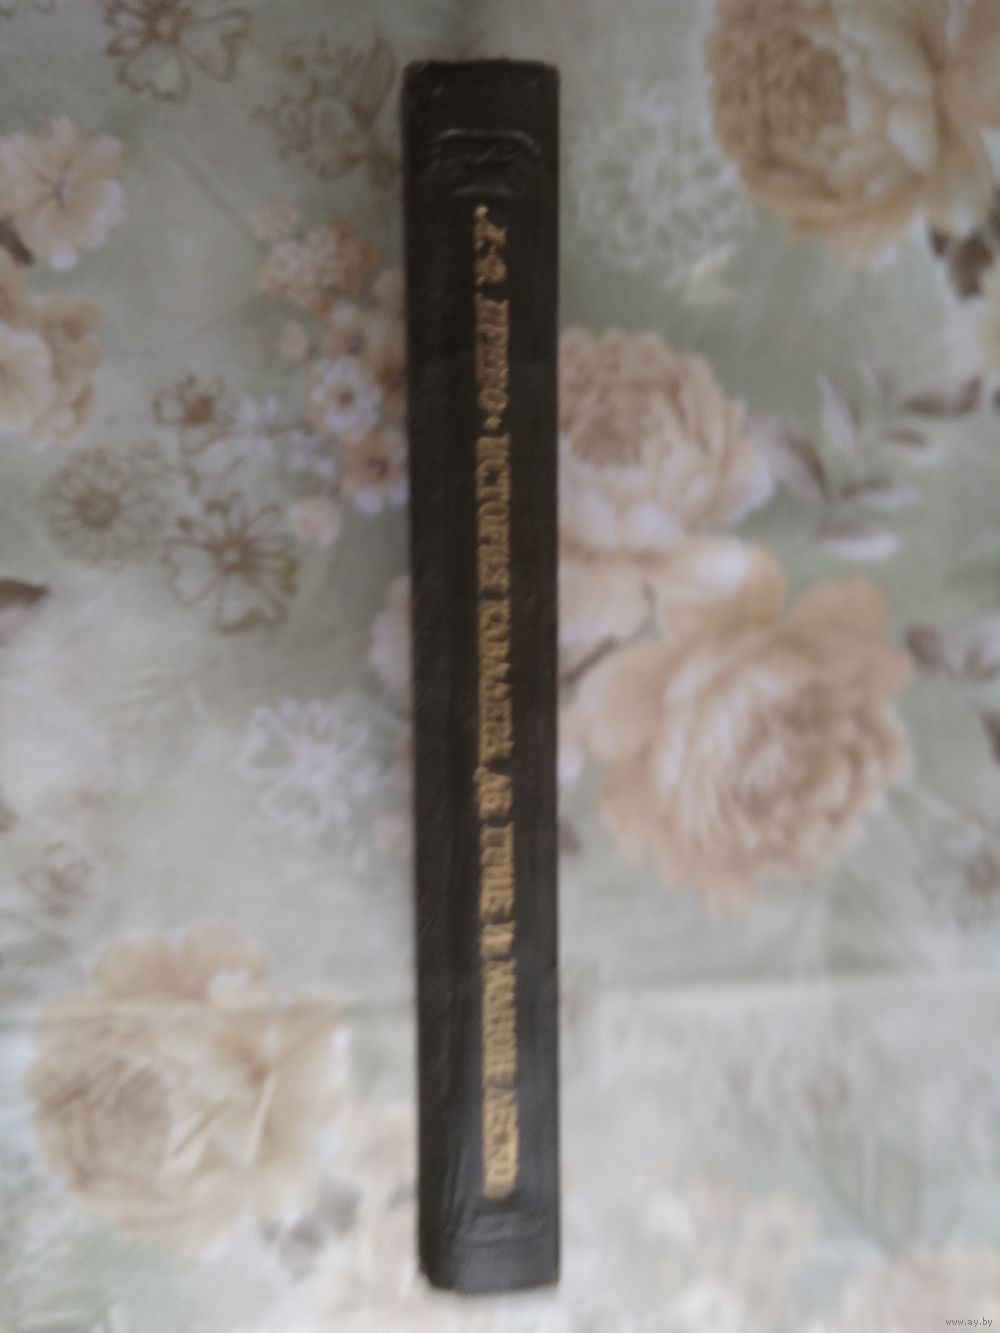 А.-Ф. ПРЕВО • ИСТОРИЯ КАВАЛЕРА ДЕ ГРИЕ И МАНОН ЛЕСКО
www.ay.by